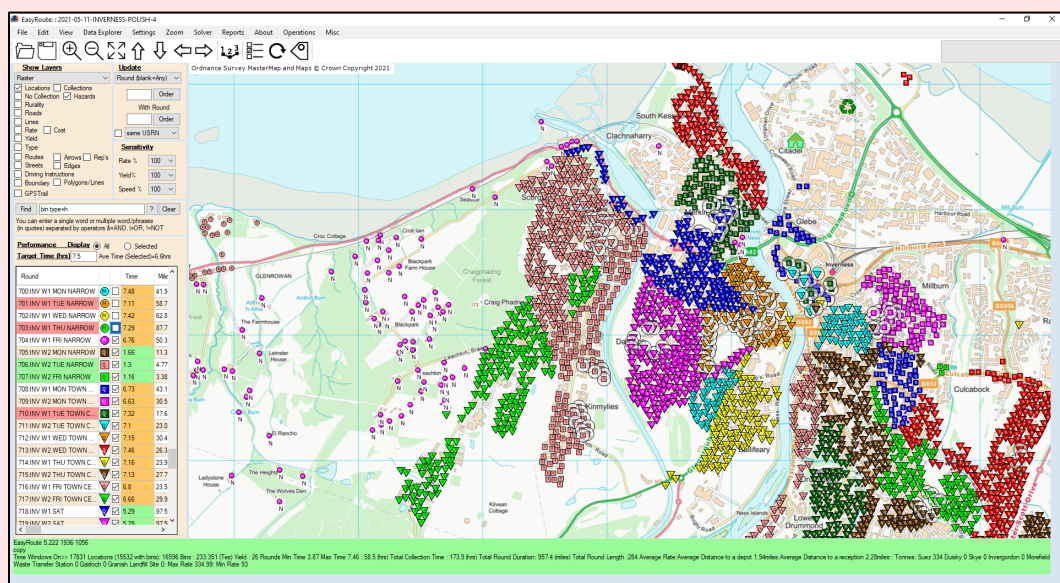 EasyRoute: : 2021-05-11-INVERNESS-POLISH-4
File Edit View Data Explorer Settings Zoom Solver Reports About Operations Misc
Show Layers Update
Raster Round (blank=Any)
Locations Collections
No Collection Hazards Order
Rurality With Round
Roads
Lines Order
Rate Cost same USRN
Yield
Type Sensitivity
Routes Arrows Rep's Rate % 100
Streets Edges
Driving Instructions Yield% 100
Boundary Polygons/Lines
GPSTrail Speed % 100
Find bin type=h ? Clear
You can enter a single word or multiple word/phrases
(in quotes) separated by operators &=AND, |=OR, !=NOT
Performance Display All Selected
Target Time (hrs) 7.5 Ave Time (Selected)=6.6hrs
Round Time Mile
700:INV W1 MON NARROW 7.48 41.9
701:INV W1 TUE NARROW 7.11 58.7
702:INV W1 WED NARROW 7.42 62.8
703:INV W1 THU NARROW 7.29 87.7
704:INV W1 FRI NARROW 6.76 50.3
705:INV W2 MON NARROW 1.66 11.3
706:INV W2 TUE NARROW 1.3 4.77
707:INV W2 FRI NARROW 1.16 3.38
708:INV W1 MON TOWN ... 6.73 43.1
709:INV W2 MON TOWN ... 6.63 30.5
710:INV W1 TUE TOWN C... 7.32 17.6
711:INV W2 TUE TOWN C... 7.1 23.0
712:INV W1 WED TOWN ... 7.15 30.4
713:INV W2 WED TOWN ... 7.46 26.3
714:INV W1 THU TOWN C... 7.16 23.9
715:INV W2 THU TOWN C... 7.13 27.7
716:INV W1 FRI TOWN CE... 6.8 23.5
717:INV W2 FRI TOWN CE... 6.66 29.9
718:INV W1 SAT 5.29 97.5
719:INV W2 SAT 5.29 97.5
Ordnance Survey MasterMap and Maps © Crown Copyright 2021
South Kess
Clachnaharry
Citadel
Glebe
Harbour Road
Millburn Road
Inverness
Millburn
Croc Cottage
Croit Iain
Blackpark
Farm House
GLENROWAN
Craigphadrig
Forest
Craig Phadrig
The Farmhouse
Blackpark
Leinster
House
El Rancho
Kinmylies
Ballifeary
Culcabock
Ladystone
House
The Heights
The Wolves Den
Kilvean
Cottage
Ness Islands
Lower
Drummond
EasyRoute 5.222 1936 1056
copy
Time Windows On>> 17831 Locations (15532 with bins): 16596 Bins : 233.351 (Tee) Yield : 26 Rounds Min Time 3.87 Max Time 7.46 : 58.5 (hrs) Total Collection Time : 173.9 (hrs) Total Round Duration: 957.4 (miles) Total Round Length :284 Average Rate:Average Distance to a depot 1.94miles:Average Distance to a reception 2.28miles:: Tonnes: Suez 334 Duisky 0 Skye 0 Invergordon 0 Morefield
Waste Transfer Station 0 Gairloch 0 Granish Landfill Site 0: Max Rate 334.99: Min Rate 93